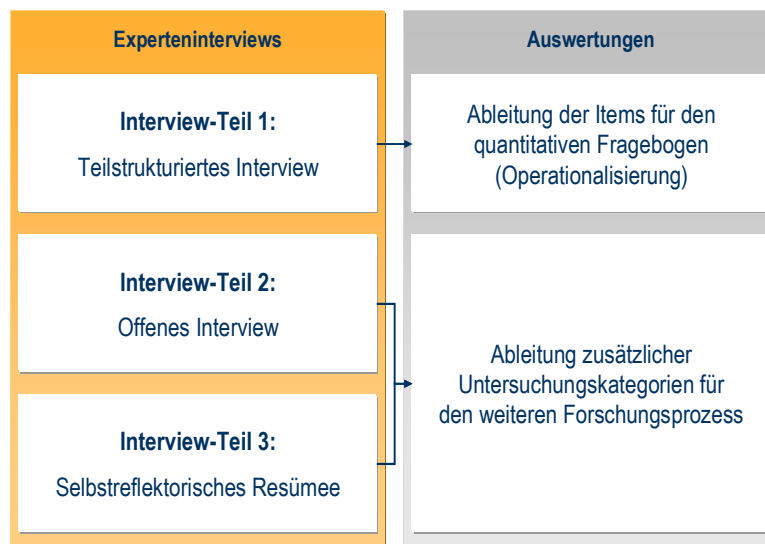 Experteninterviews
Auswertungen
Interview-Teil 1:
Teilstrukturiertes Interview
Ableitung der Items für den
quantitativen Fragebogen
(Operationalisierung)
Interview-Teil 2:
Offenes Interview
Interview-Teil 3:
Selbstreflektorisches Resümee
Ableitung zusätzlicher
Untersuchungskategorien für
den weiteren Forschungsprozess